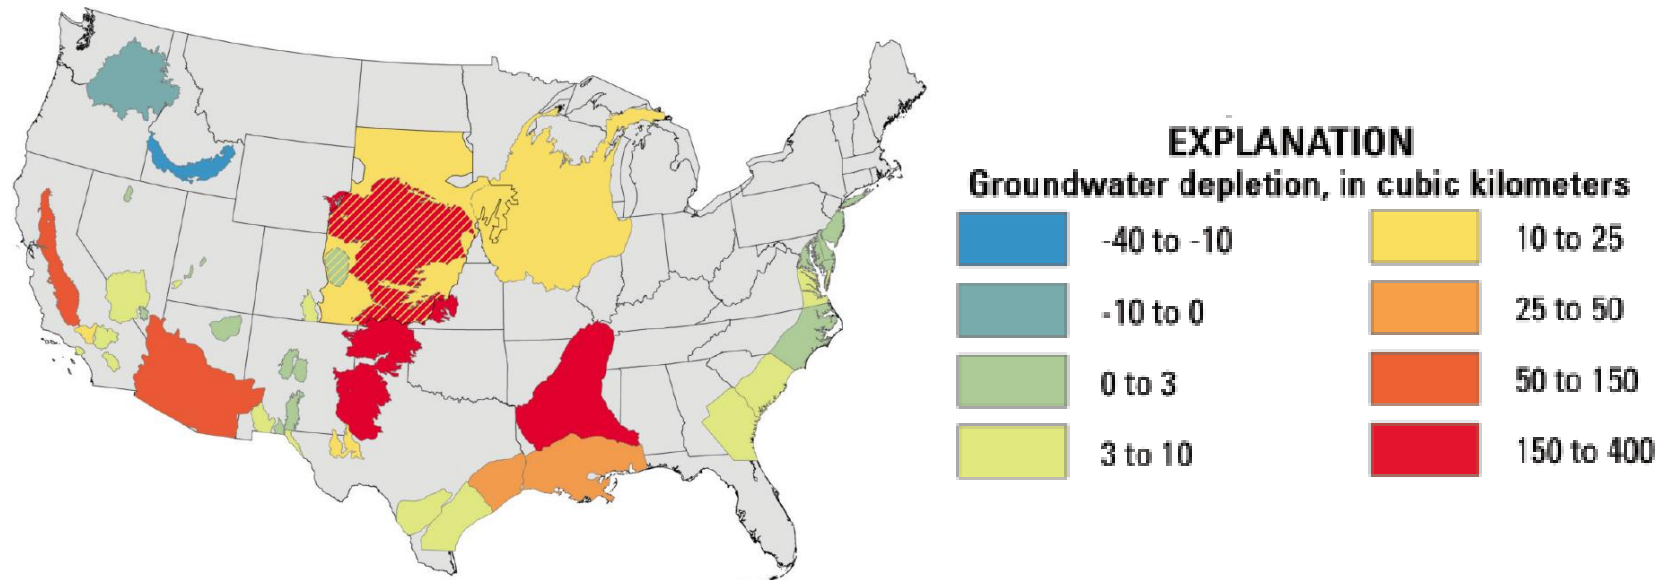 EXPLANATION
Groundwater depletion, in cubic kilometers
-40 to -10
-10 to 0
0 to 3
3 to 10
10 to 25
25 to 50
50 to 150
150 to 400